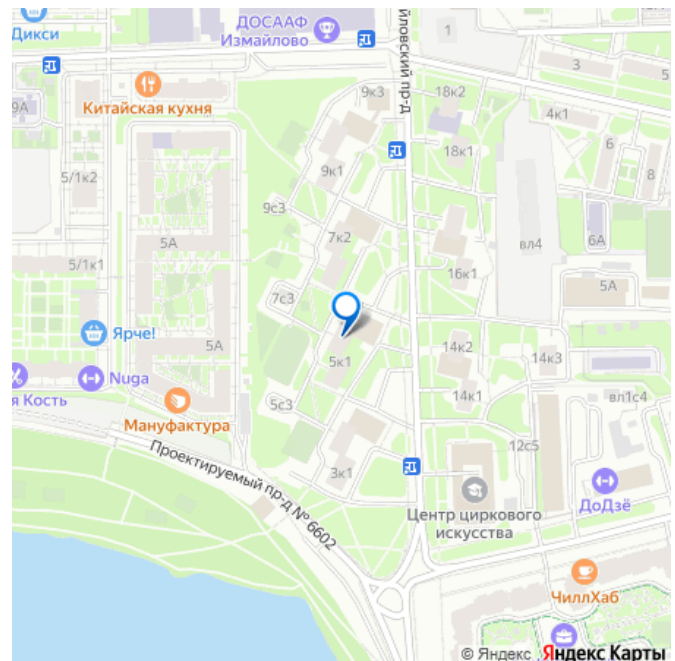 Дикси
ДОСААФ
Измайлово
йловский пр-д
1
3
5
9А
Китайская кухня
9к3
18к2
4к1
6
8
18к1
5/1к2
9к1
9с3
7к2
5А
вл4
6А
5/1к1
16к1
5А
7с3
Ярче!
5А
5к1
14к2
14к3
Nuga
я Кость
5с3
14к1
вл1с4
Мануфактура
12с5
3к1
Проектируемый пр-д № 6602
Центр циркового
искусства
ДоДзё
ЧиллХаб
© Яндекс Яндекс Карты